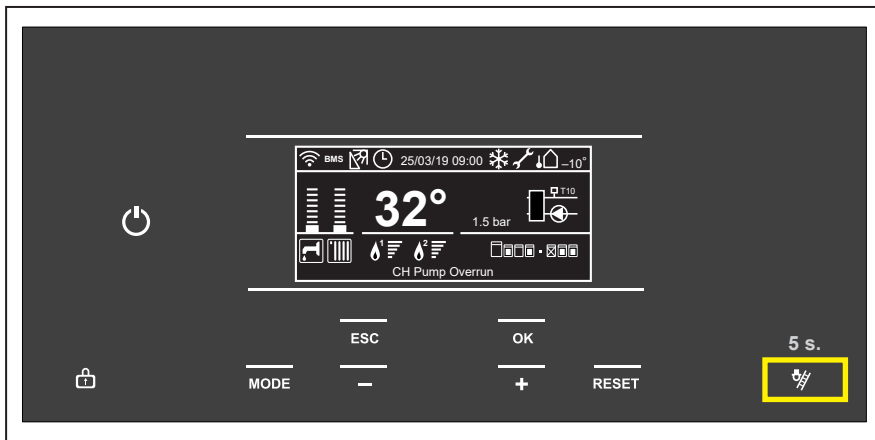 BMS 25/03/19 09:00 –10°
T10
32°
1.5 bar
1 2
CH Pump Overrun
ESC OK
5 s.
MODE – + RESET